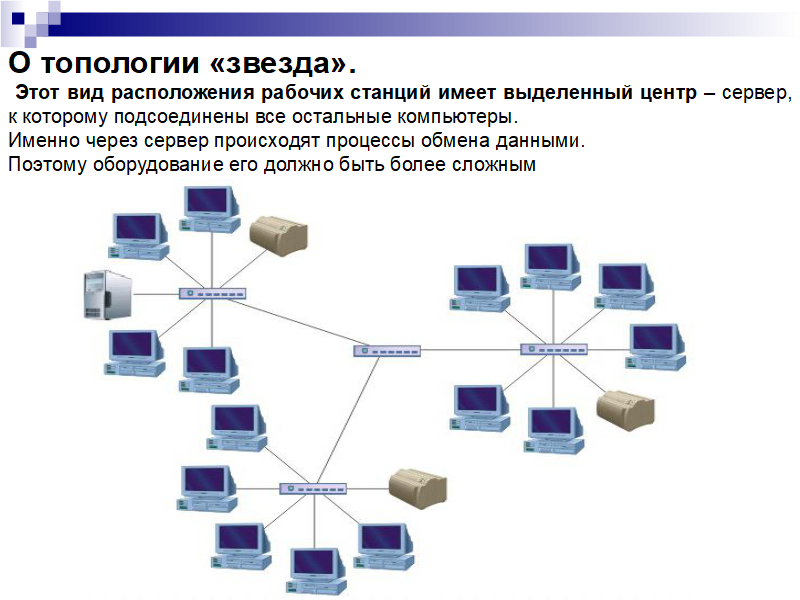 О топологии «звезда».
Этот вид расположения рабочих станций имеет выделенный центр – сервер,
к которому подсоединены все остальные компьютеры.
Именно через сервер происходят процессы обмена данными.
Поэтому оборудование его должно быть более сложным